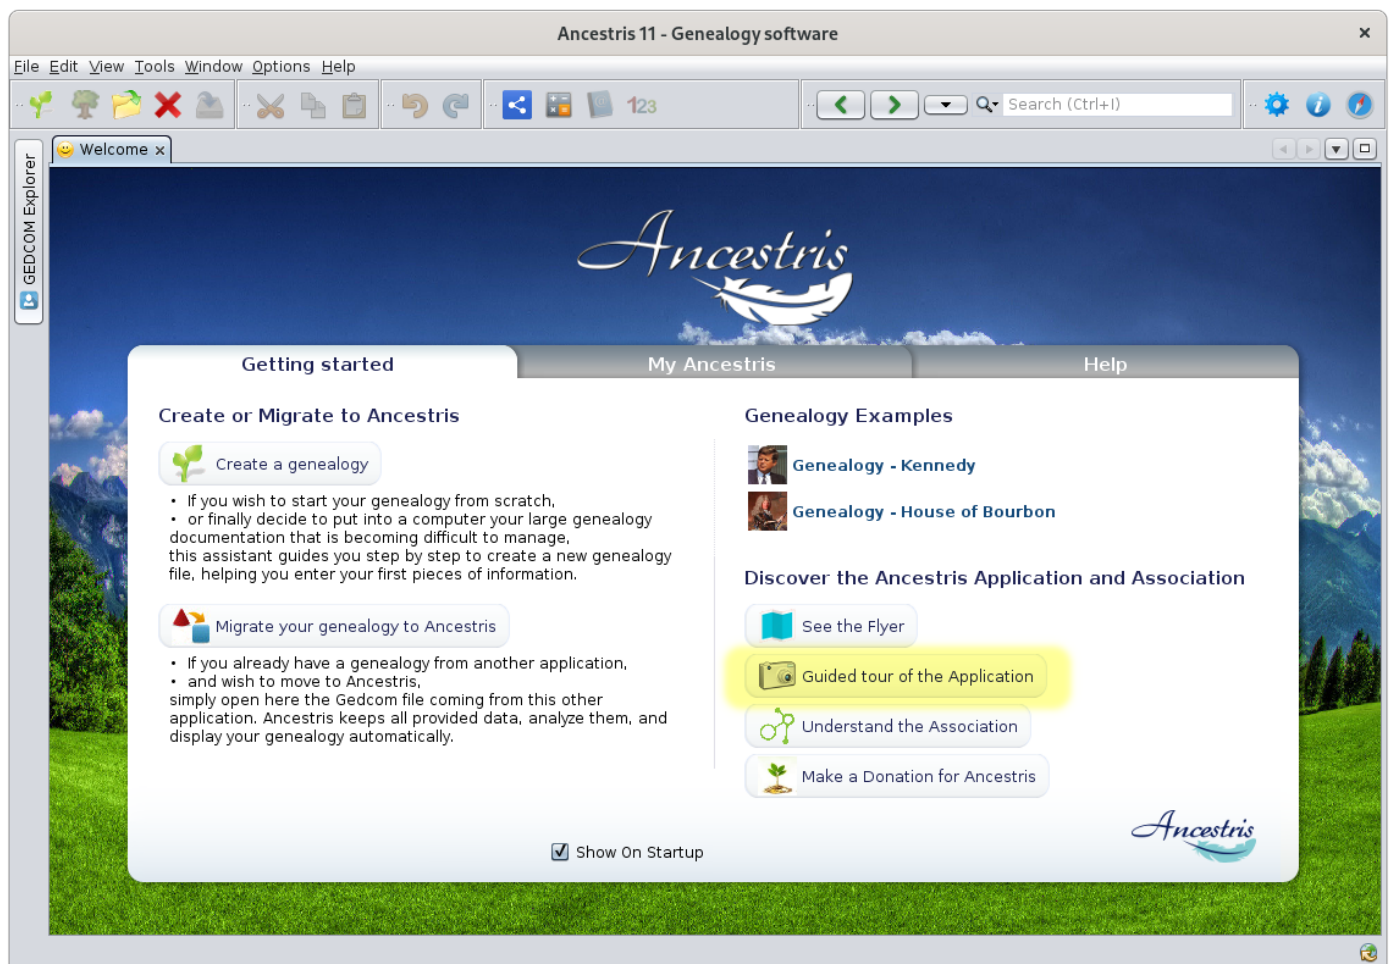 Ancestris 11 - Genealogy software
File Edit View Tools Window Options Help
123
Search (Ctrl+I)
Welcome
GEDCOM Explorer
Ancestris
Getting started
My Ancestris
Help
Create or Migrate to Ancestris
Create a genealogy
• If you wish to start your genealogy from scratch,
• or finally decide to put into a computer your large genealogy
documentation that is becoming difficult to manage,
this assistant guides you step by step to create a new genealogy
file, helping you enter your first pieces of information.
Migrate your genealogy to Ancestris
• If you already have a genealogy from another application,
• and wish to move to Ancestris,
simply open here the Gedcom file coming from this other
application. Ancestris keeps all provided data, analyze them, and
display your genealogy automatically.
Genealogy Examples
Genealogy - Kennedy
Genealogy - House of Bourbon
Discover the Ancestris Application and Association
See the Flyer
Guided tour of the Application
Understand the Association
Make a Donation for Ancestris
Ancestris
Show On Startup